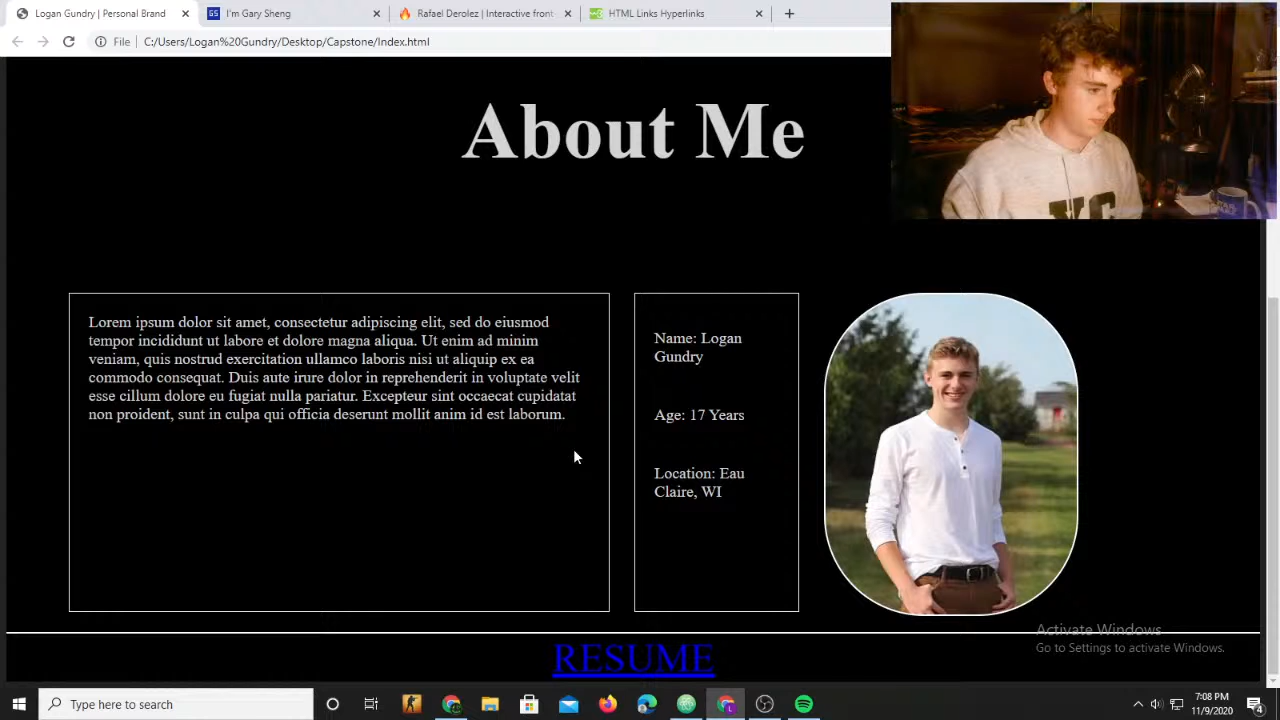 Logan Gundry | Personal Brand
I'm Gary Sheng
Rafael Derolez | Interactive front
HTML Links Hyperlinks
File
C:/Users/Logan%20Gundry/Desktop/Capstone/Index.html
About Me
Lorem ipsum dolor sit amet, consectetur adipiscing elit, sed do eiusmod
tempor incididunt ut labore et dolore magna aliqua. Ut enim ad minim
veniam, quis nostrud exercitation ullamco laboris nisi ut aliquip ex ea
commodo consequat. Duis aute irure dolor in reprehenderit in voluptate velit
esse cillum dolore eu fugiat nulla pariatur. Excepteur sint occaecat cupidatat
non proident, sunt in culpa qui officia deserunt mollit anim id est laborum.
Name: Logan
Gundry
Age: 17 Years
Location: Eau
Claire, WI
RESUME
Activate Windows
Go to Settings to activate Windows.
Type here to search
7:08 PM
11/9/2020
4